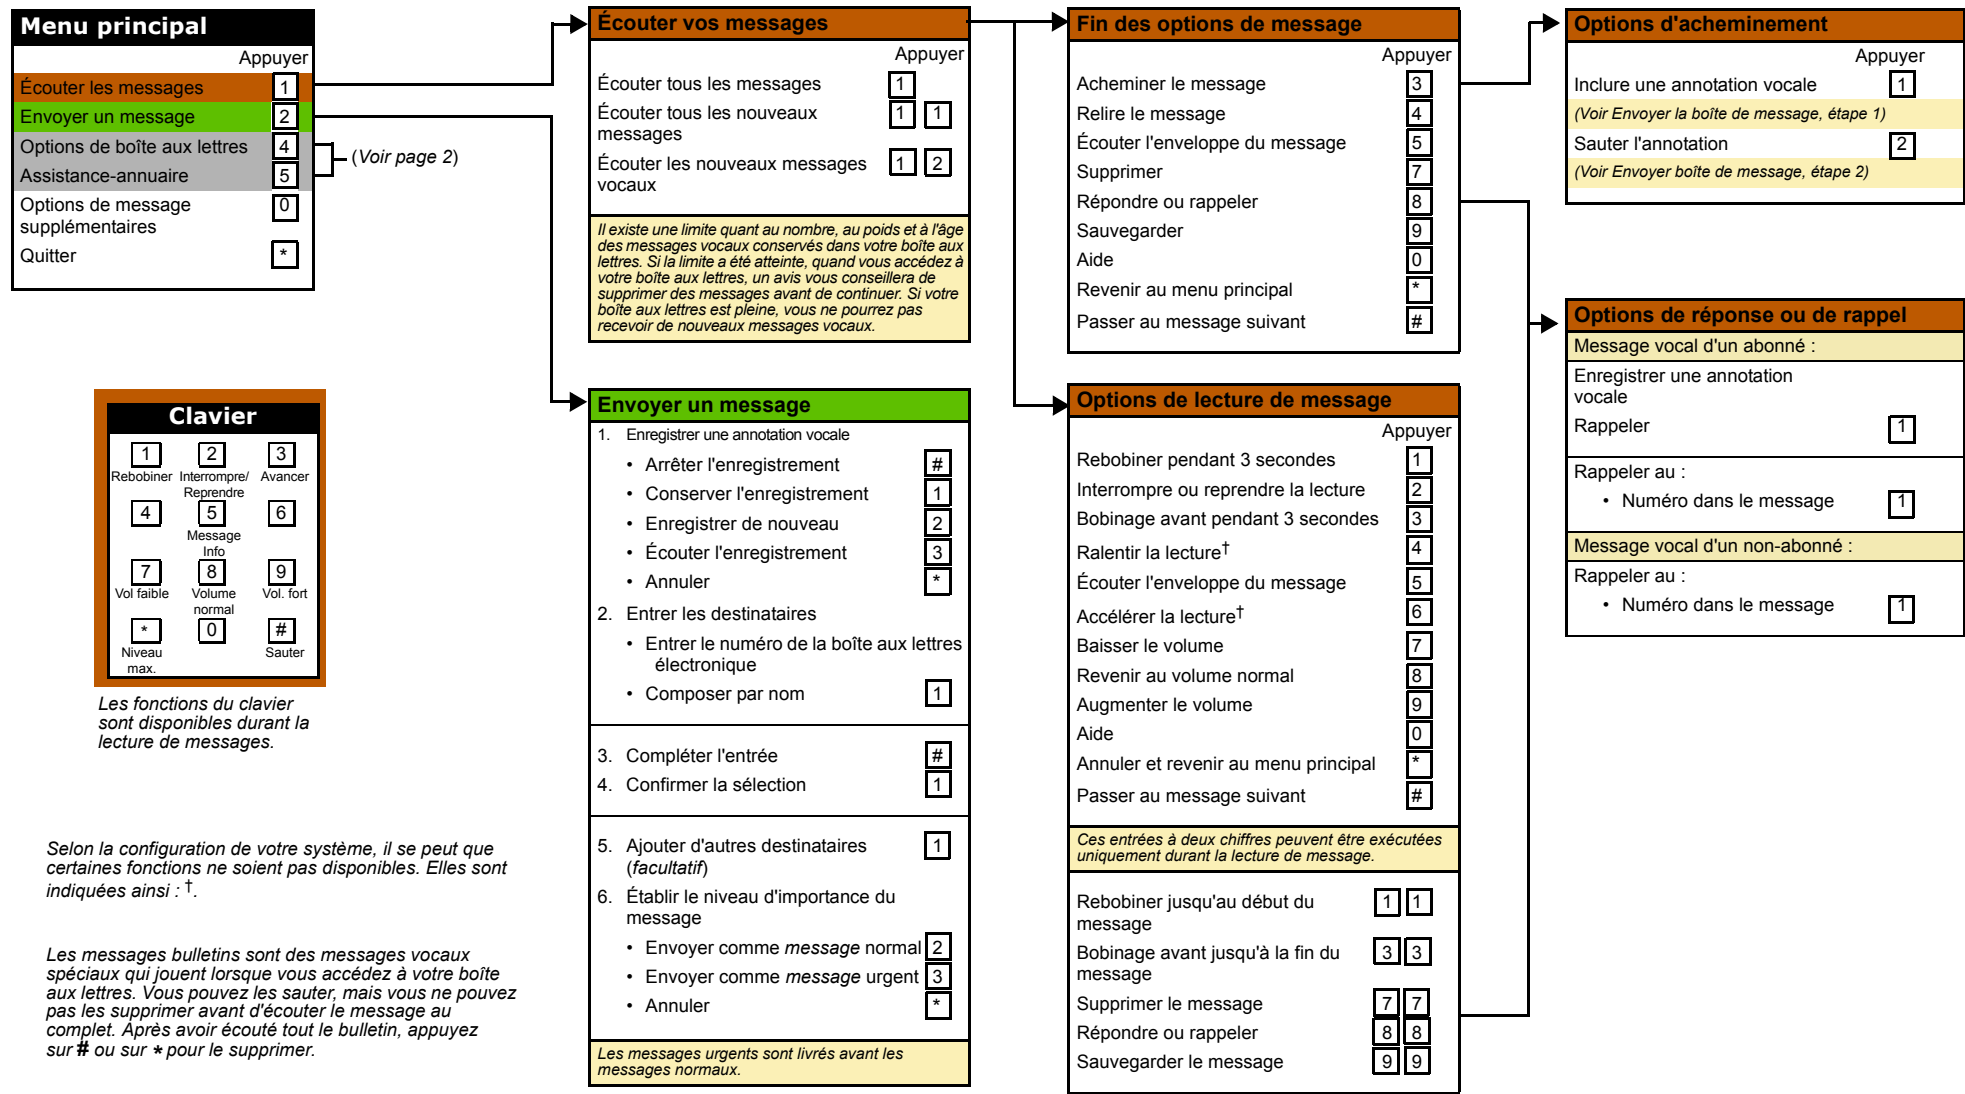 Menu principal
Appuyer
Écouter les messages 1
Envoyer un message 2
Options de boîte aux lettres 4
Assistance-annuaire 5
(Voir page 2)
Options de message 0
supplémentaires
Quitter *
Clavier
1 2 3
Rebobiner Interrompre/ Avancer
Reprendre
4 5 6
Message
Info
7 8 9
Vol faible Volume Vol. fort
normal
* 0 #
Niveau Sauter
max.
Les fonctions du clavier
sont disponibles durant la
lecture de messages.
Selon la configuration de votre système, il se peut que
certaines fonctions ne soient pas disponibles. Elles sont
indiquées ainsi : †.
Les messages bulletins sont des messages vocaux
spéciaux qui jouent lorsque vous accédez à votre boîte
aux lettres. Vous pouvez les sauter, mais vous ne pouvez
pas les supprimer avant d'écouter le message au
complet. Après avoir écouté tout le bulletin, appuyez
sur # ou sur * pour le supprimer.
Écouter vos messages
Appuyer
Écouter tous les messages 1
Écouter tous les nouveaux 1 1
messages
Écouter les nouveaux messages 1 2
vocaux
Il existe une limite quant au nombre, au poids et à l'âge
des messages vocaux conservés dans votre boîte aux
lettres. Si la limite a été atteinte, quand vous accédez à
votre boîte aux lettres, un avis vous conseillera de
supprimer des messages avant de continuer. Si votre
boîte aux lettres est pleine, vous ne pourrez pas
recevoir de nouveaux messages vocaux.
Envoyer un message
1. Enregistrer une annotation vocale
• Arrêter l'enregistrement #
• Conserver l'enregistrement 1
• Enregistrer de nouveau 2
• Écouter l'enregistrement 3
• Annuler *
2. Entrer les destinataires
• Entrer le numéro de la boîte aux lettres
électronique
• Composer par nom 1
3. Compléter l'entrée #
4. Confirmer la sélection 1
5. Ajouter d'autres destinataires 1
(facultatif)
6. Établir le niveau d'importance du
message
• Envoyer comme message normal 2
• Envoyer comme message urgent 3
• Annuler *
Les messages urgents sont livrés avant les
messages normaux.
Fin des options de message
Appuyer
Acheminer le message 3
Relire le message 4
Écouter l'enveloppe du message 5
Supprimer 7
Répondre ou rappeler 8
Sauvegarder 9
Aide 0
Revenir au menu principal *
Passer au message suivant #
Options de lecture de message
Appuyer
Rebobiner pendant 3 secondes 1
Interrompre ou reprendre la lecture 2
Bobinage avant pendant 3 secondes 3
Ralentir la lecture† 4
Écouter l'enveloppe du message 5
Accélérer la lecture† 6
Baisser le volume 7
Revenir au volume normal 8
Augmenter le volume 9
Aide 0
Annuler et revenir au menu principal *
Passer au message suivant #
Ces entrées à deux chiffres peuvent être exécutées
uniquement durant la lecture de message.
Rebobiner jusqu'au début du 1 1
message
Bobinage avant jusqu'à la fin du 3 3
message
Supprimer le message 7 7
Répondre ou rappeler 8 8
Sauvegarder le message 9 9
Options d'acheminement
Appuyer
Inclure une annotation vocale 1
(Voir Envoyer la boîte de message, étape 1)
Sauter l'annotation 2
(Voir Envoyer boîte de message, étape 2)
Options de réponse ou de rappel
Message vocal d'un abonné :
Enregistrer une annotation
vocale
Rappeler 1
Rappeler au :
• Numéro dans le message 1
Message vocal d'un non-abonné :
Rappeler au :
• Numéro dans le message 1